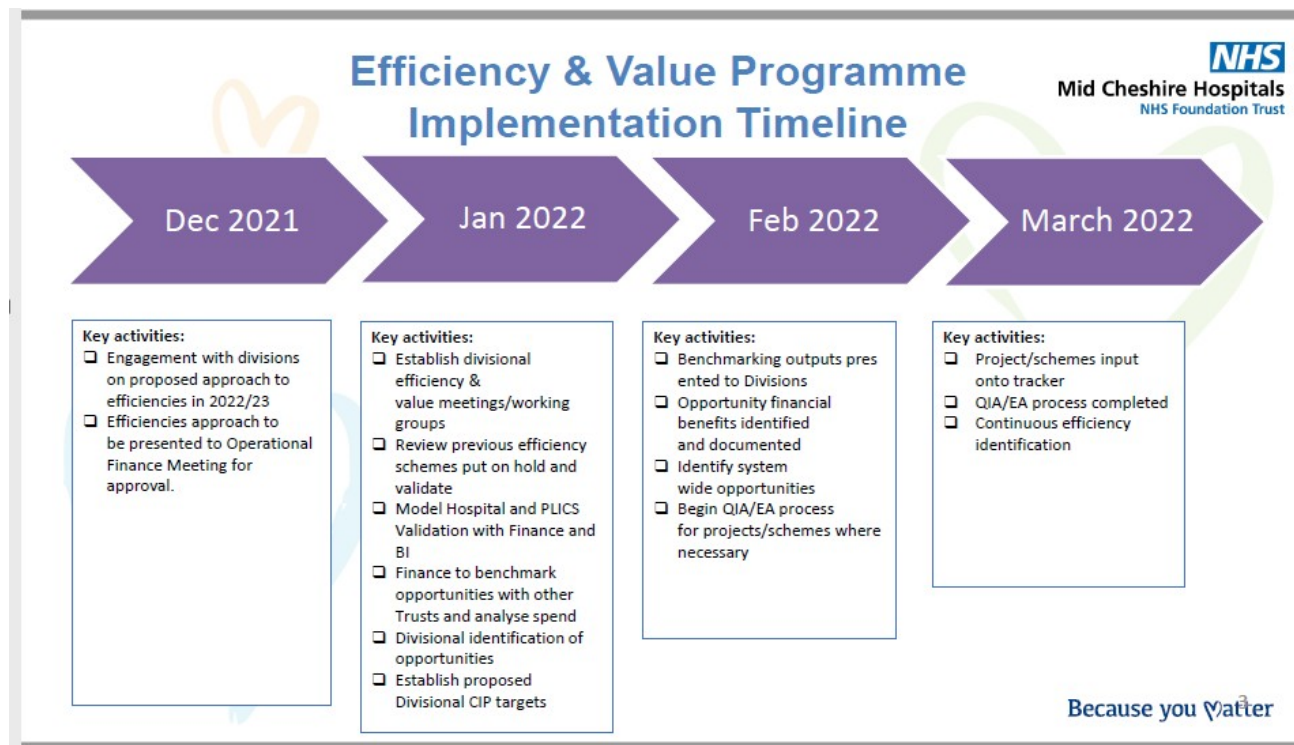 Efficiency & Value Programme
Implementation Timeline
NHS
Mid Cheshire Hospitals
NHS Foundation Trust
Dec 2021
Jan 2022
Feb 2022
March 2022
Key activities:
❑ Engagement with divisions
on proposed approach to
efficiencies in 2022/23
❑ Efficiencies approach to
be presented to Operational
Finance Meeting for
approval.
Key activities:
❑ Establish divisional
efficiency &
value meetings/working
groups
❑ Review previous efficiency
schemes put on hold and
validate
❑ Model Hospital and PLICS
Validation with Finance and
BI
❑ Finance to benchmark
opportunities with other
Trusts and analyse spend
❑ Divisional identification of
opportunities
❑ Establish proposed
Divisional CIP targets
Key activities:
❑ Benchmarking outputs pres
ented to Divisions
❑ Opportunity financial
benefits identified
and documented
❑ Identify system
wide opportunities
❑ Begin QIA/EA process
for projects/schemes where
necessary
Key activities:
❑ Project/schemes input
onto tracker
❑ QIA/EA process completed
❑ Continuous efficiency
identification
3
Because you matter